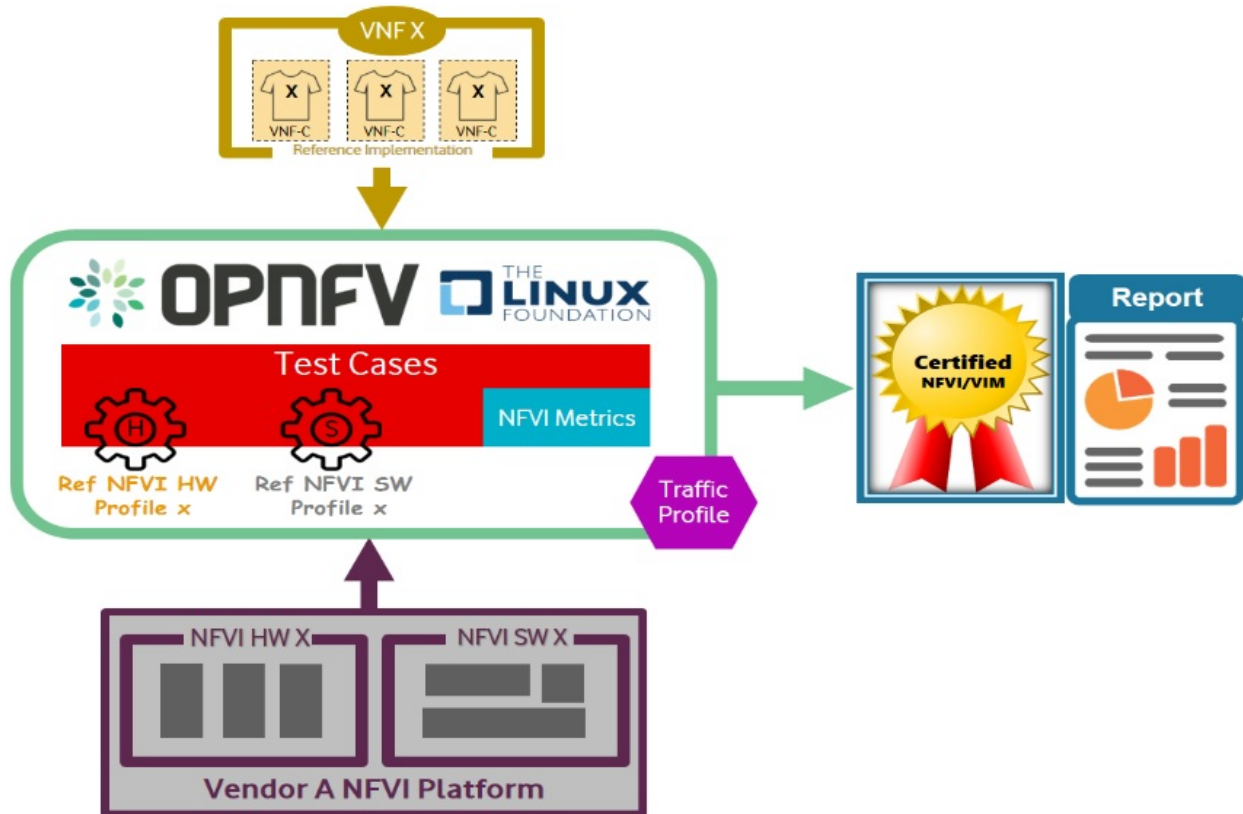 VNF X
X X X
VNF-C VNF-C VNF-C
Reference Implementation
OPNFV
THE
LINUX
FOUNDATION
Test Cases
H S
NFVI Metrics
Ref NFVI HW
Profile x
Ref NFVI SW
Profile x
Traffic
Profile
Certified
NFVI/VIM
Report
NFVI HW X
NFVI SW X
Vendor A NFVI Platform